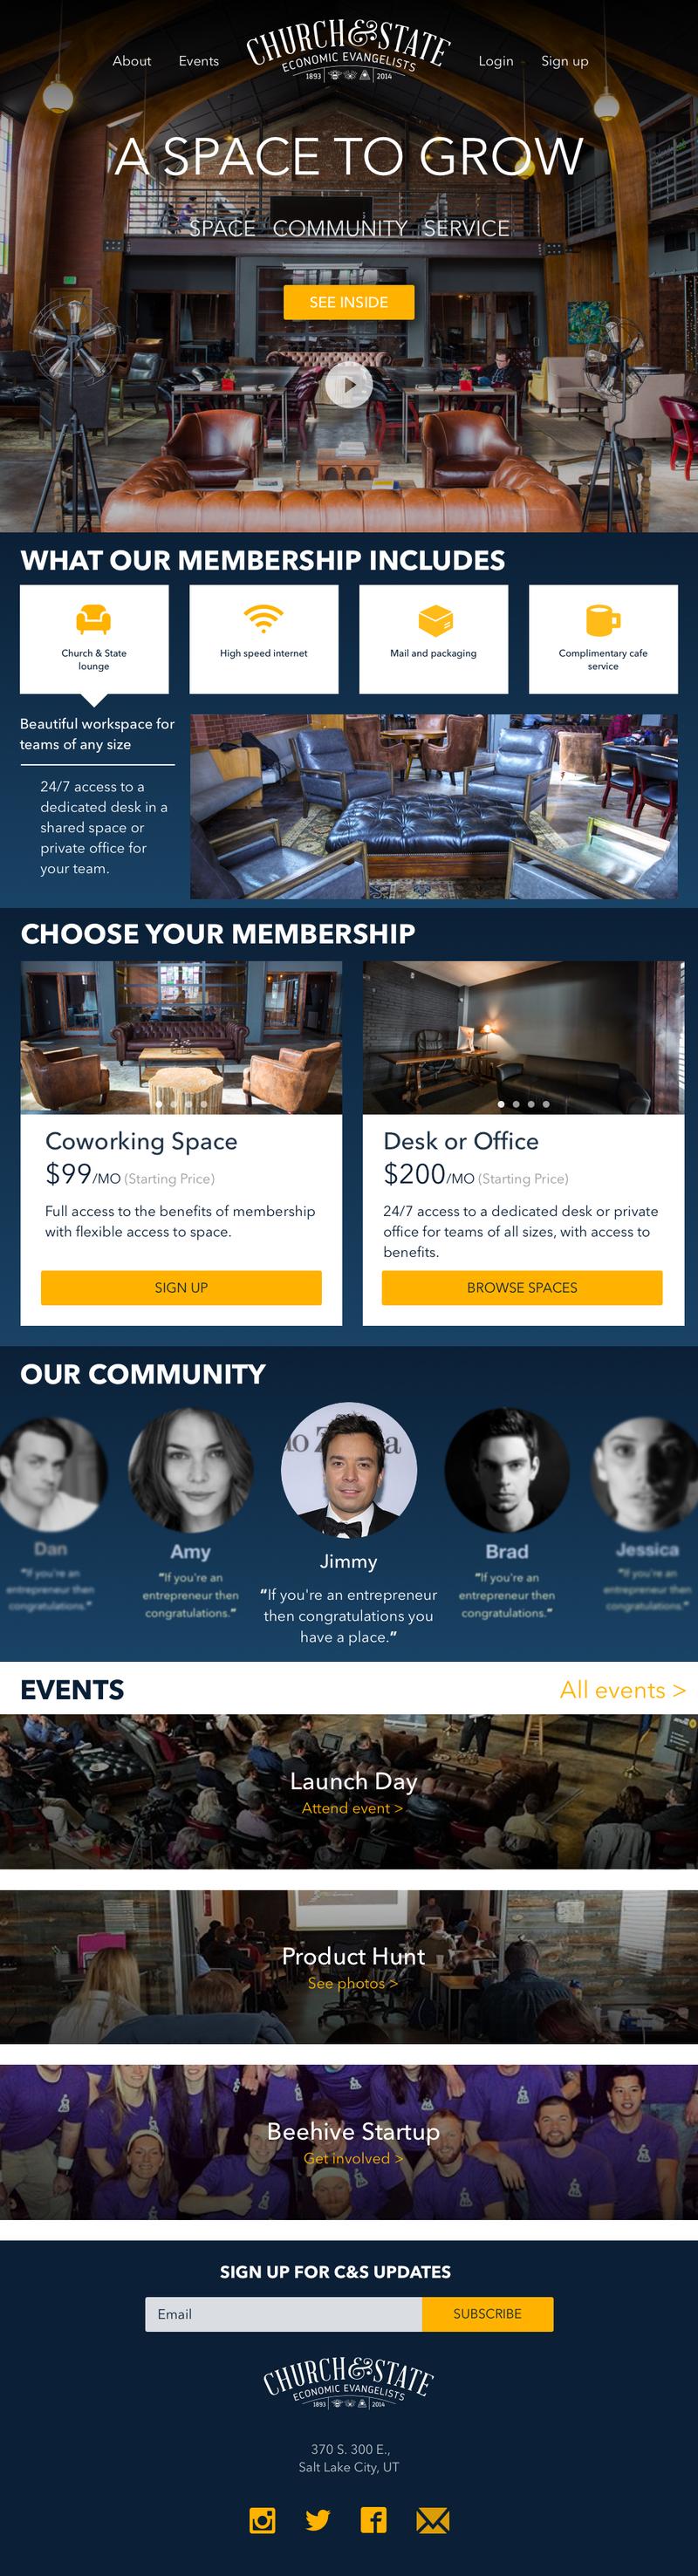 About
Events
CHURCH & STATE
ECONOMIC EVANGELISTS
1893
2014
Login
Sign up
A SPACE TO GROW
SPACE COMMUNITY SERVICE
SEE INSIDE
WHAT OUR MEMBERSHIP INCLUDES
Church & State
lounge
High speed internet
Mail and packaging
Complimentary cafe
service
Beautiful workspace for
teams of any size
24/7 access to a
dedicated desk in a
shared space or
private office for
your team.
CHOOSE YOUR MEMBERSHIP
Coworking Space
$99/MO (Starting Price)
Full access to the benefits of membership
with flexible access to space.
SIGN UP
Desk or Office
$200/MO (Starting Price)
24/7 access to a dedicated desk or private
office for teams of all sizes, with access to
benefits.
BROWSE SPACES
OUR COMMUNITY
Dan
"If you're an
entrepreneur then
congratulations."
Amy
"If you're an
entrepreneur then
congratulations."
Jimmy
"If you're an entrepreneur
then congratulations you
have a place."
Brad
"If you're an
entrepreneur then
congratulations."
Jessica
"If you're an
entrepreneur then
congratulations."
EVENTS
All events >
Launch Day
Attend event >
Product Hunt
See photos >
Beehive Startup
Get involved >
SIGN UP FOR C&S UPDATES
Email
SUBSCRIBE
CHURCH & STATE
ECONOMIC EVANGELISTS
1893
2014
370 S. 300 E.,
Salt Lake City, UT